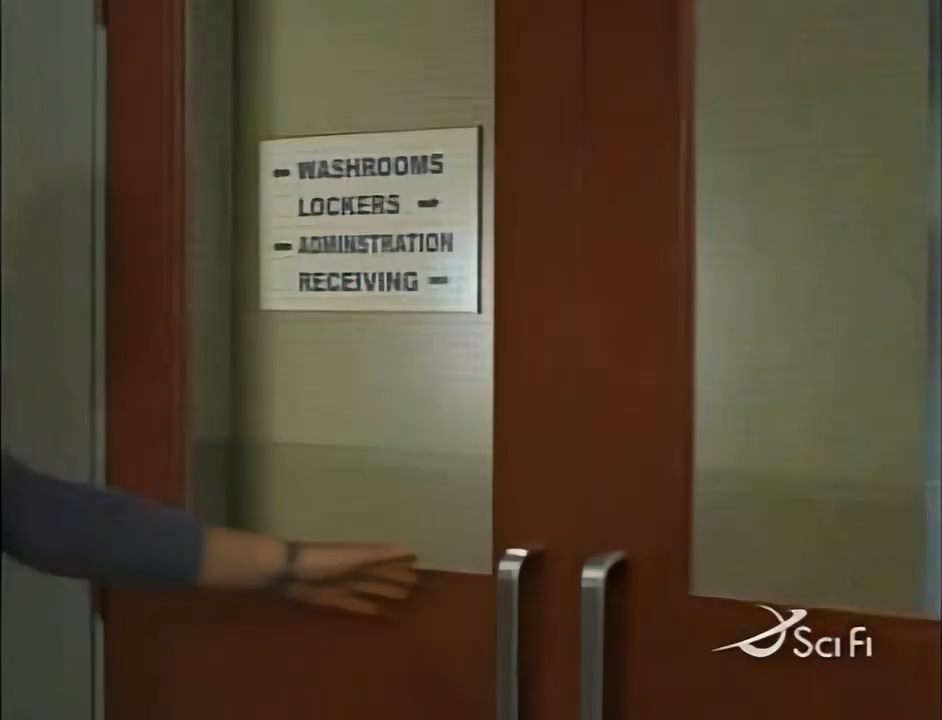 WASHROOMS
LOCKERS
ADMINSTRATION
RECEIVING
SCI FI